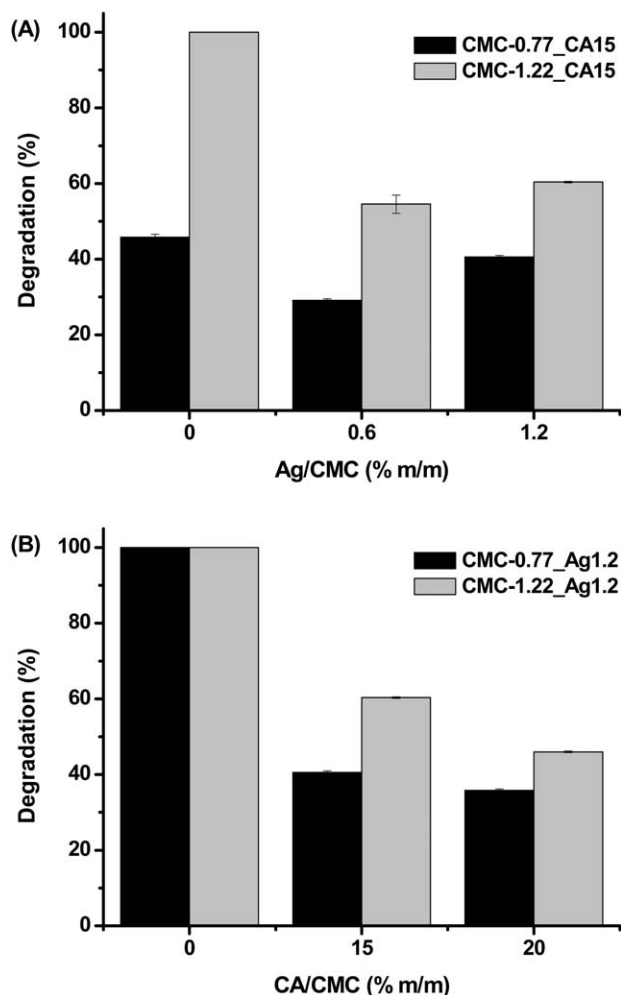 (A)
100
80
60
40
20
0
Degradation (%)
CMC-0.77_CA15
CMC-1.22_CA15
0 0.6 1.2
Ag/CMC (% m/m)
(B)
100
80
60
40
20
0
Degradation (%)
CMC-0.77_Ag1.2
CMC-1.22_Ag1.2
0 15 20
CA/CMC (% m/m)